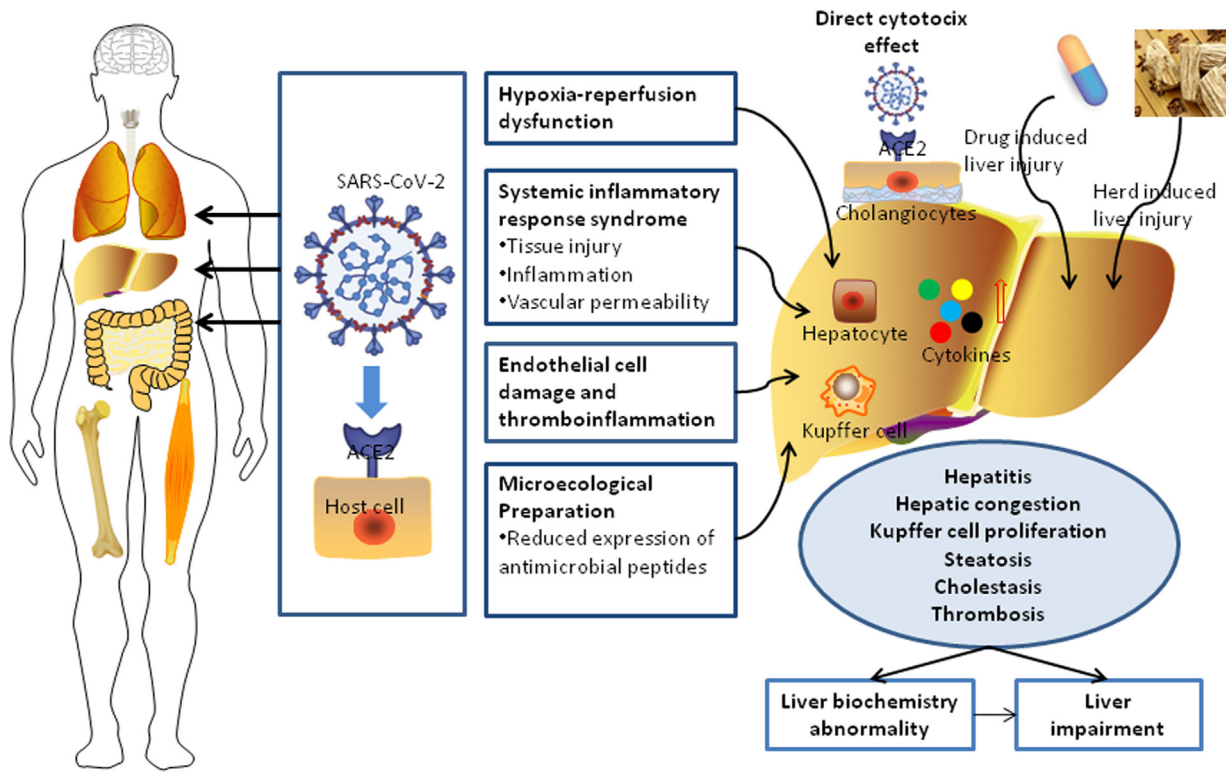 SARS-CoV-2
ACE2
Host cell
Hypoxia-reperfusion
dysfunction
Systemic inflammatory
response syndrome
•Tissue injury
•Inflammation
•Vascular permeability
Endothelial cell
damage and
thromboinflammation
Microecological
Preparation
•Reduced expression of
antimicrobial peptides
Direct cytotocix
effect
ACE2
Cholangiocytes
Drug induced
liver injury
Herd induced
liver injury
Hepatocyte
Cytokines
Kupffer cell
Hepatitis
Hepatic congestion
Kupffer cell proliferation
Steatosis
Cholestasis
Thrombosis
Liver biochemistry
abnormality
Liver
impairment